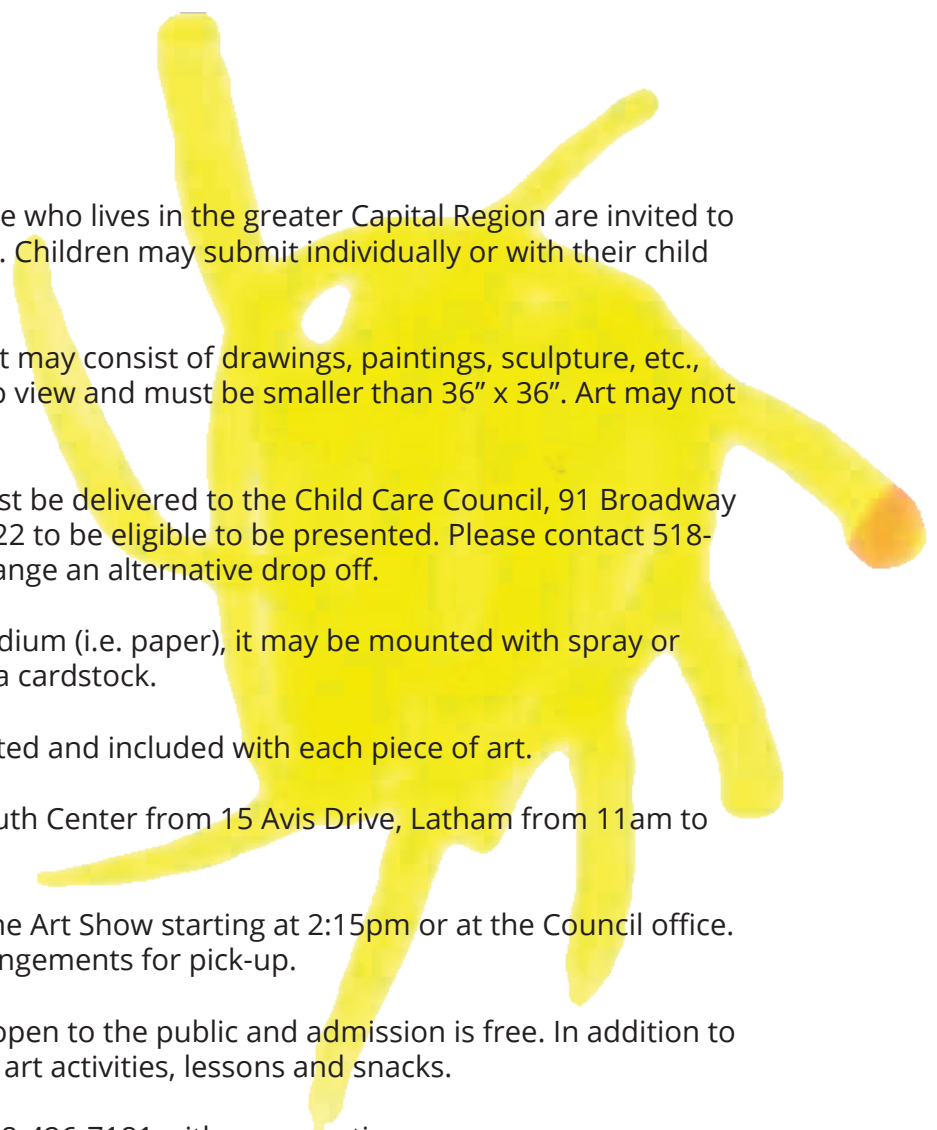 e who lives in the greater Capital Region are invited to
. Children may submit individually or with their child
t may consist of drawings, paintings, sculpture, etc.,
o view and must be smaller than 36” x 36”. Art may not
st be delivered to the Child Care Council, 91 Broadway
22 to be eligible to be presented. Please contact 518-
ange an alternative drop off.
dium (i.e. paper), it may be mounted with spray or
a cardstock.
ted and included with each piece of art.
uth Center from 15 Avis Drive, Latham from 11am to
he Art Show starting at 2:15pm or at the Council office.
ngements for pick-up.
open to the public and admission is free. In addition to
art activities, lessons and snacks.